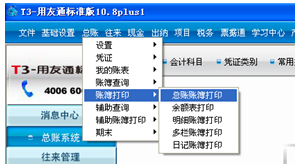 T3-用友通标准版10.8plus1
文件 基础设置 总账 往来 现金 出纳 项目 税务 票据通 学习中心
设置
凭证
我的账表 会计科目 凭证类别 常用
T3-用友通标 账簿查询
4006 60 账簿打印 总账账簿打印
辅助查询 余额表打印
消息中心 辅助账簿打印 明细账簿打印
总账系统 期末 多栏账簿打印
日记账簿打印
往来管理